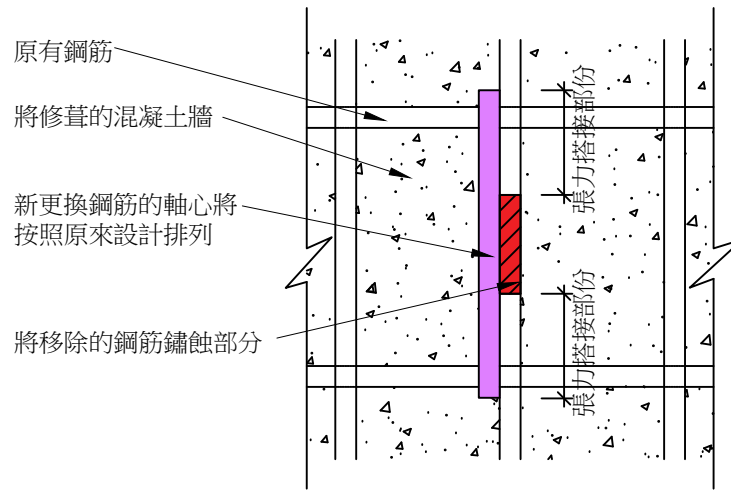 原有鋼筋
將修葺的混凝土牆
新更換鋼筋的軸心將
按照原來設計排列
將移除的鋼筋鏽蝕部分
張力搭接部份
張力搭接部份